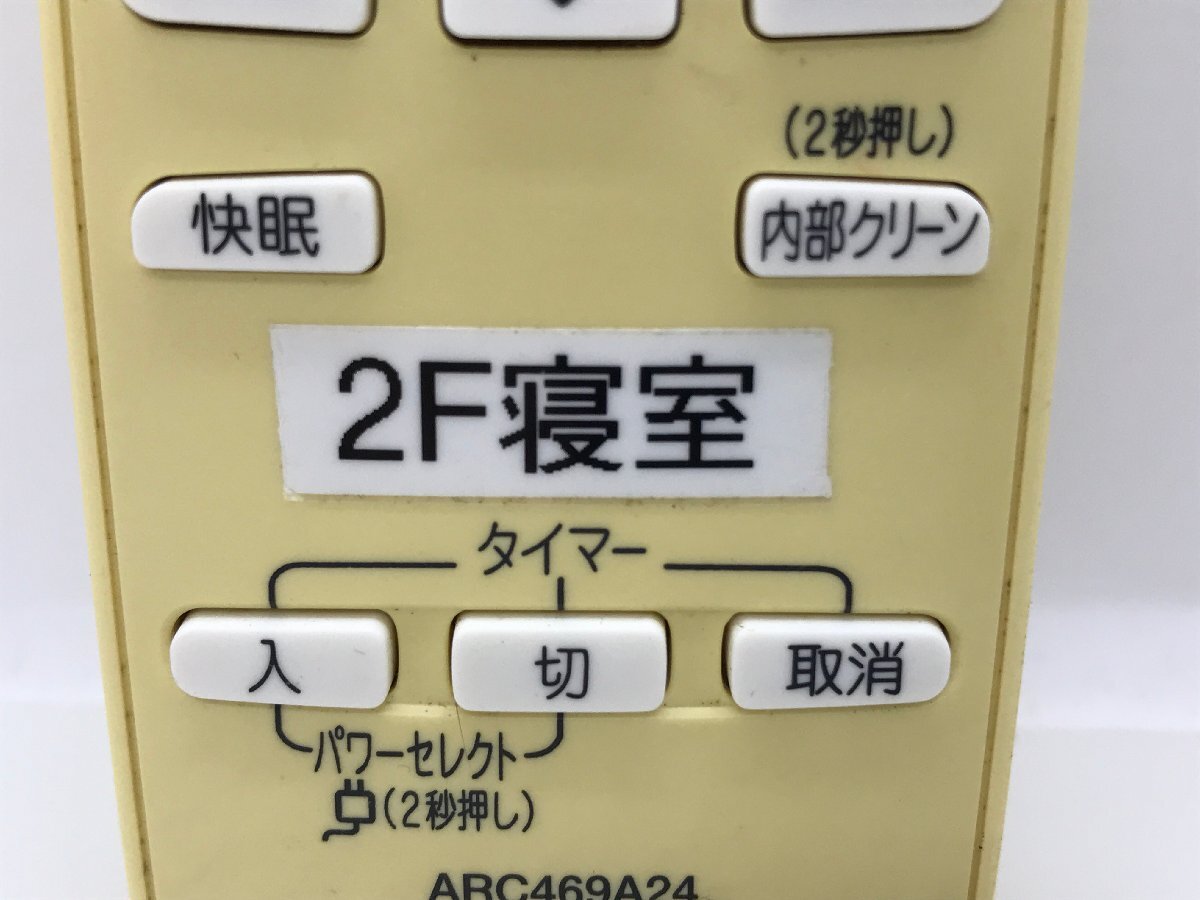 (2秒押し)
快眠
内部クリーン
2F寝室
タイマー
入
切
取消
パワーセレクト
(2秒押し)
ARC469A24